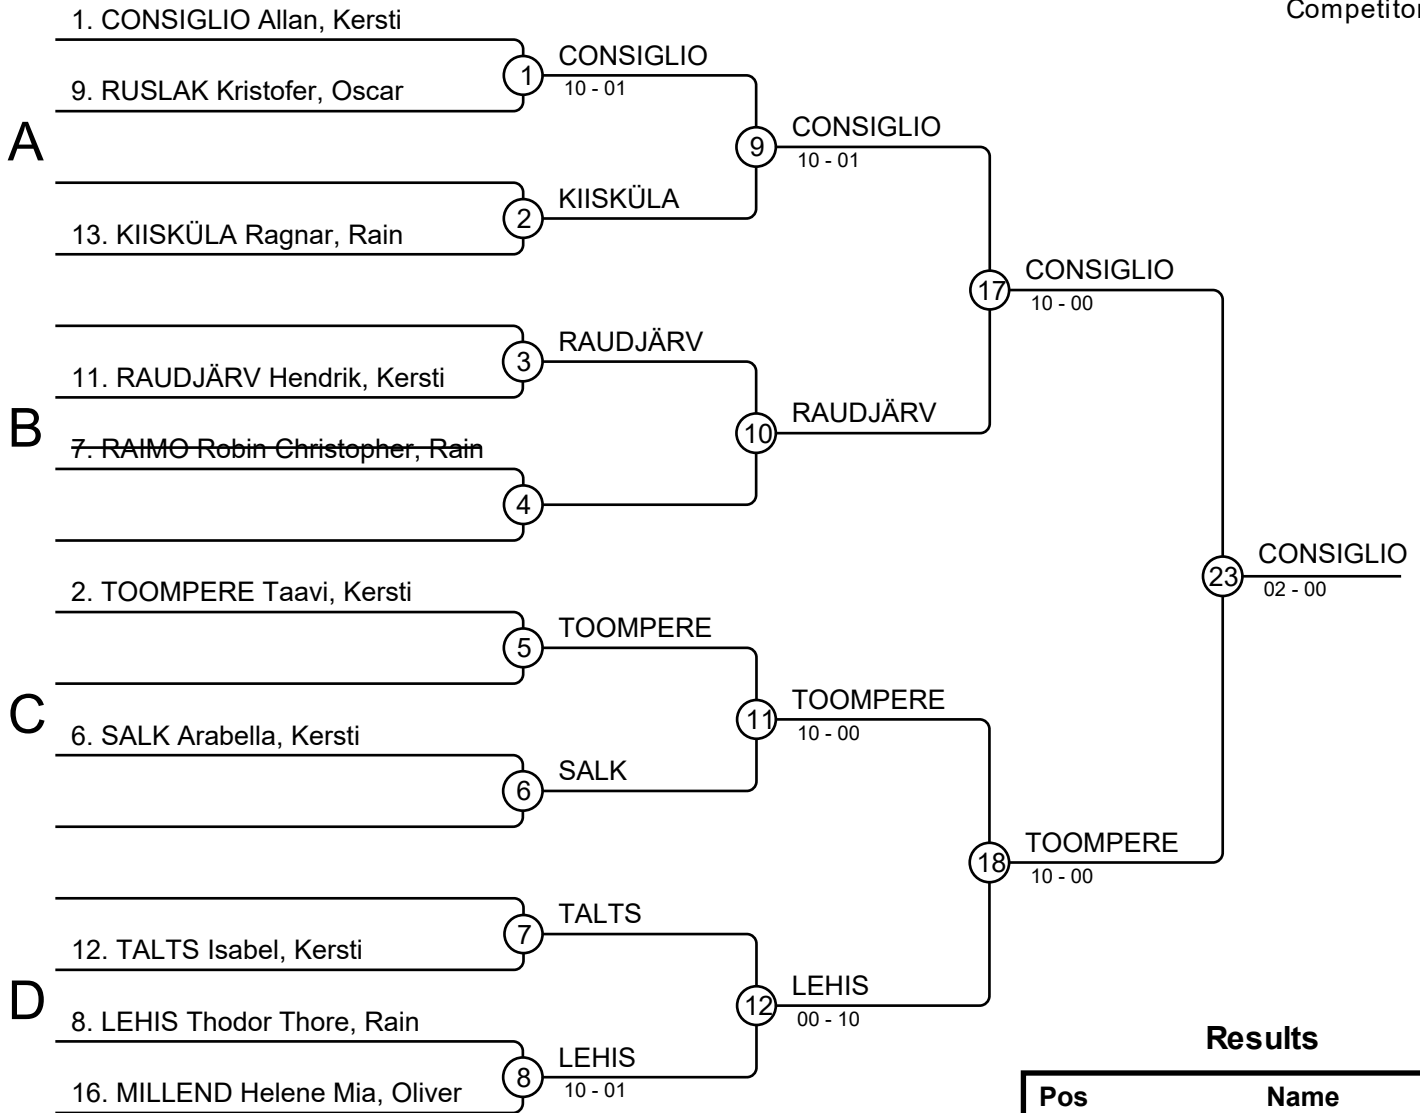 Competitor
1. CONSIGLIO Allan, Kersti
1
CONSIGLIO
10 - 01
9. RUSLAK Kristofer, Oscar
A
9
CONSIGLIO
10 - 01
2
KIISKÜLA
13. KIISKÜLA Ragnar, Rain
17
CONSIGLIO
10 - 00
3
RAUDJÄRV
11. RAUDJÄRV Hendrik, Kersti
B
10
RAUDJÄRV
7. RAIMO Robin Christopher, Rain
4
23
CONSIGLIO
02 - 00
2. TOOMPERE Taavi, Kersti
5
TOOMPERE
C
11
TOOMPERE
10 - 00
6. SALK Arabella, Kersti
6
SALK
18
TOOMPERE
10 - 00
7
TALTS
12. TALTS Isabel, Kersti
D
12
LEHIS
00 - 10
8. LEHIS Thodor Thore, Rain
8
LEHIS
10 - 01
16. MILLEND Helene Mia, Oliver
Results
Pos Name